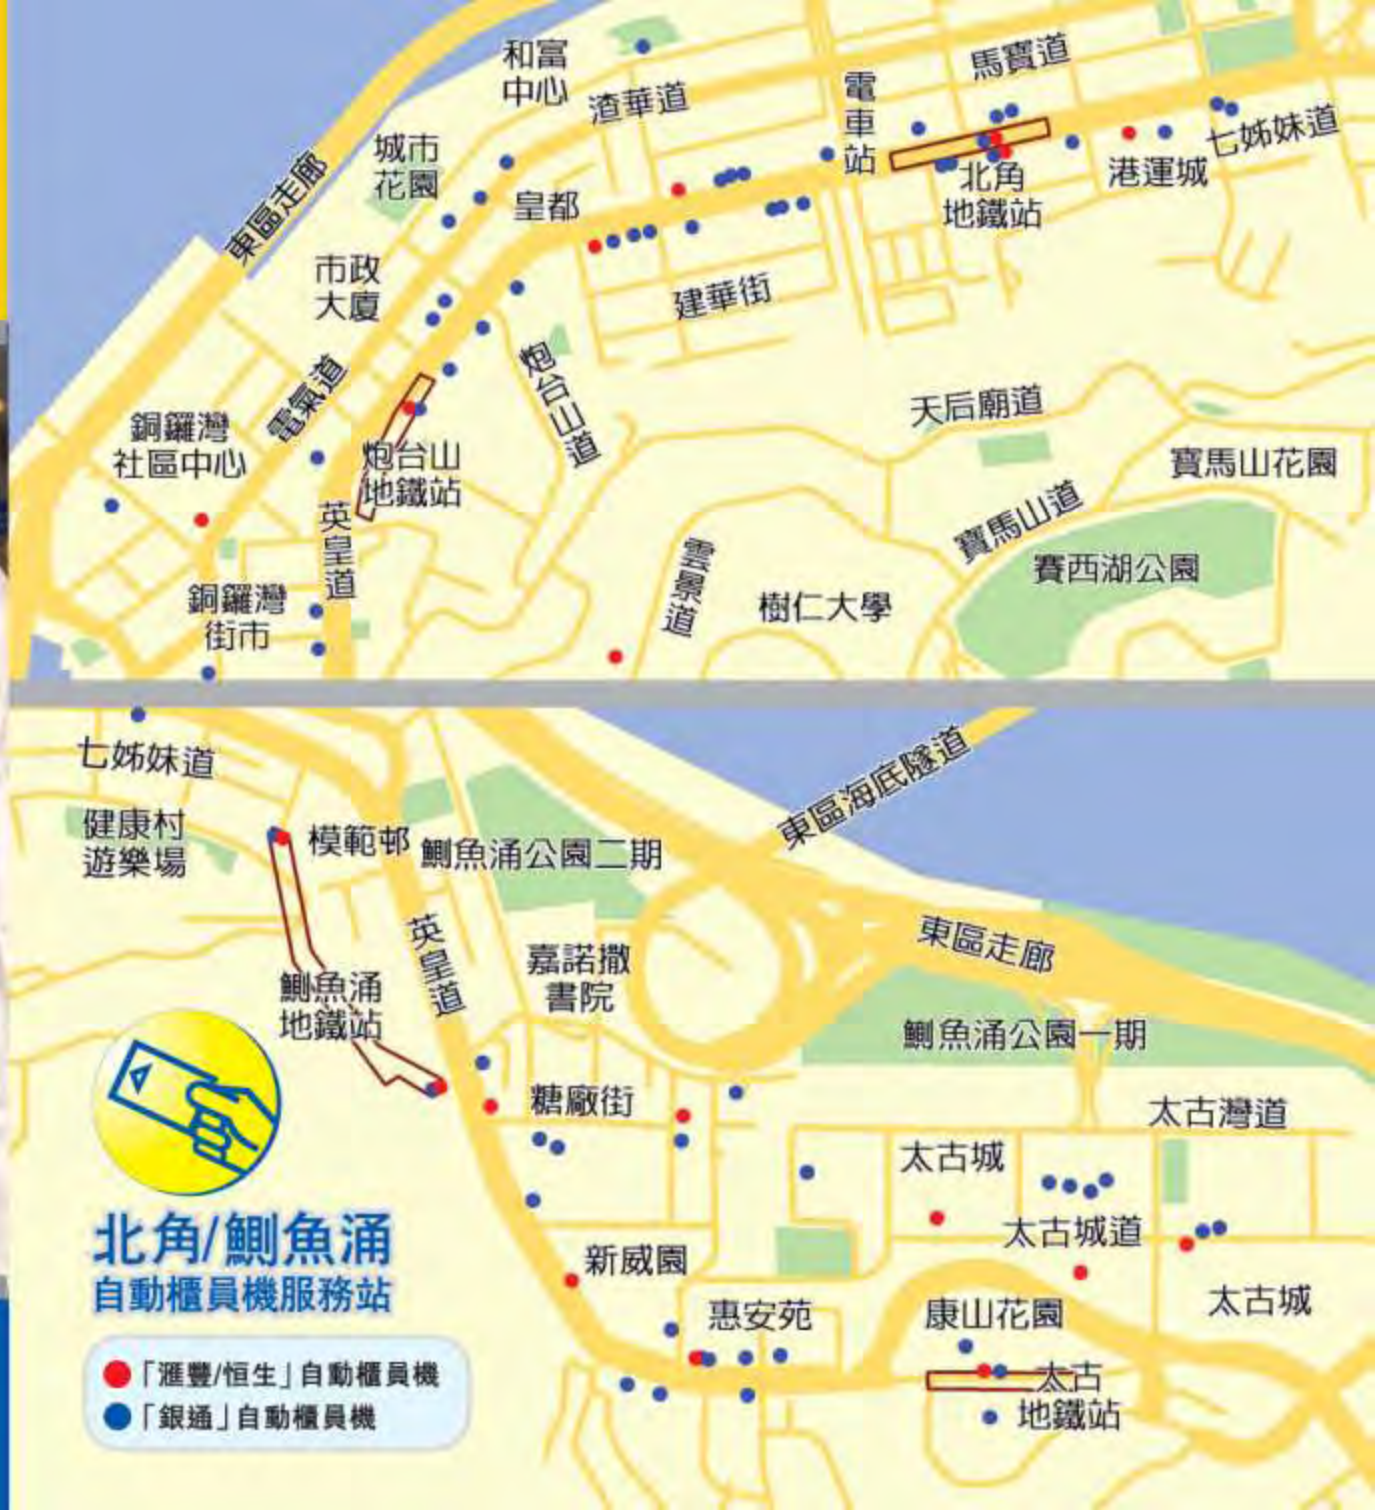 和富
中心
渣華道
馬寶道
電車站
城市
花園
七姊妹道
港運城
北角
地鐵站
皇都
東區走廊
市政
大廈
建華街
炮台山道
電氣道
天后廟道
銅鑼灣
社區中心
炮台山
地鐵站
寶馬山花園
寶馬山道
英皇道
賽西湖公園
雲景道
樹仁大學
銅鑼灣
街市
七姊妹道
東區海底隧道
健康村
遊樂場
模範邨
鰂魚涌公園二期
英皇道
東區走廊
嘉諾撒
書院
鰂魚涌
地鐵站
鰂魚涌公園一期
糖廠街
太古灣道
太古城
太古城道
北角/鰂魚涌
自動櫃員機服務站
新威園
太古城
惠安苑
康山花園
「滙豐/恒生」自動櫃員機
「銀通」自動櫃員機
太古
地鐵站